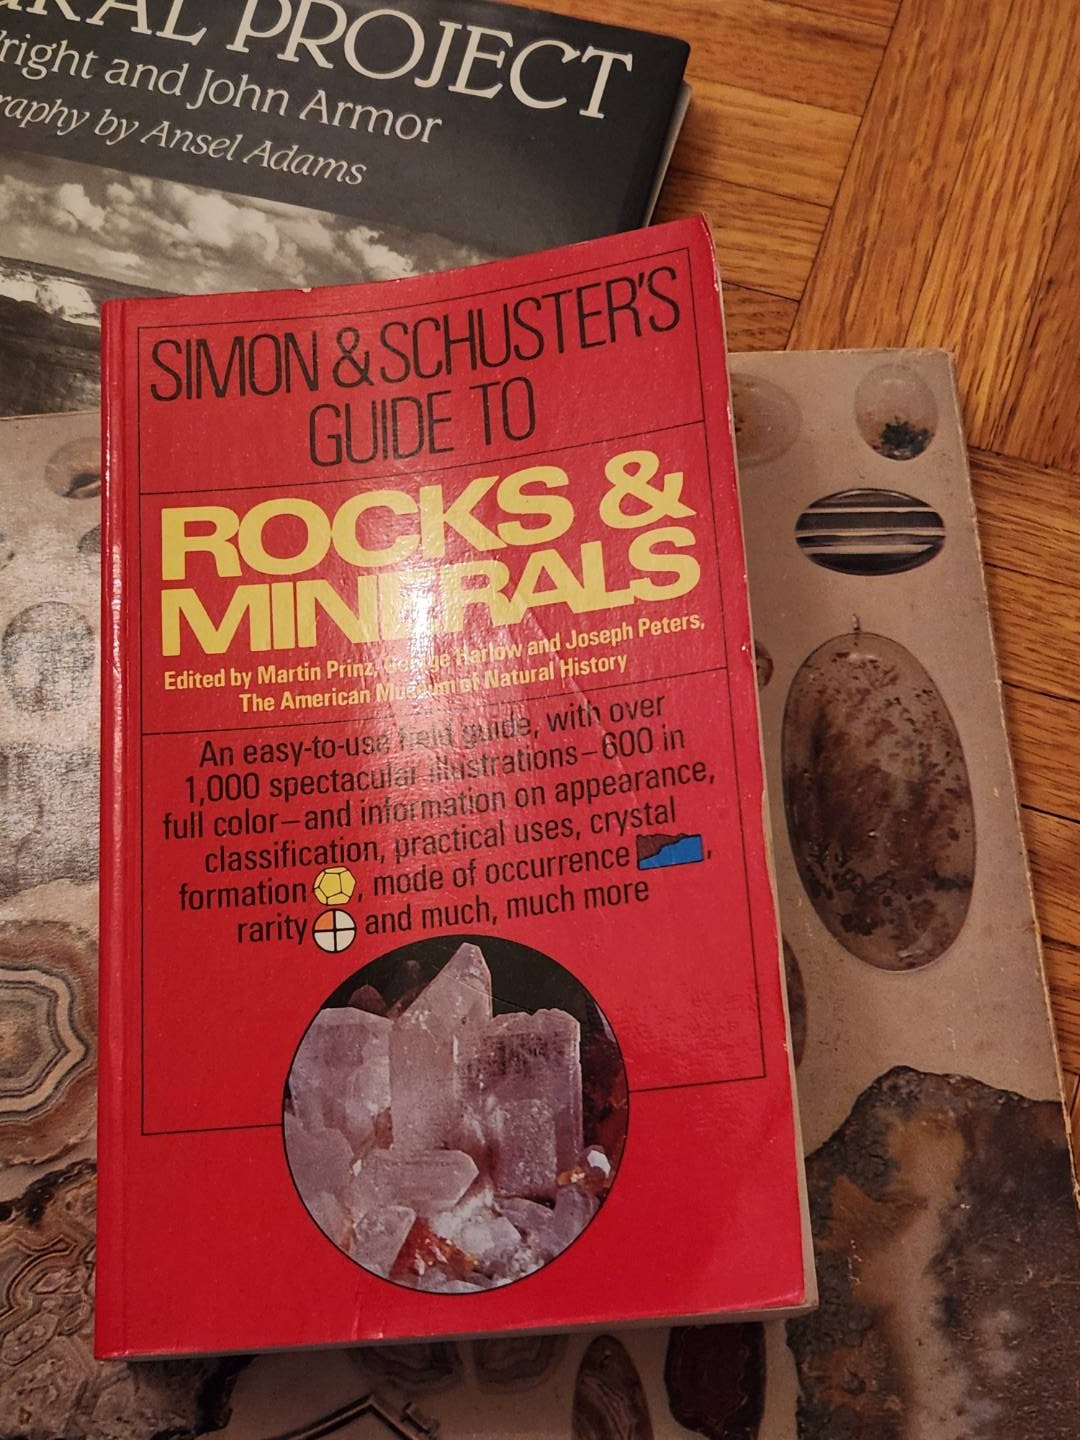 PROJECT
and John Armor
by Ansel Adams
SIMON & SCHUSTER'S
GUIDE TO
ROCKS &
MINERALS
Edited by Martin Prinz, George Harlow and Joseph Peters,
The American Museum of Natural History
An easy-to-use field guide, with over
1,000 spectacular illustrations–600 in
full color–and information on appearance,
classification, practical uses, crystal
formation , mode of occurrence ,
rarity and much, much more